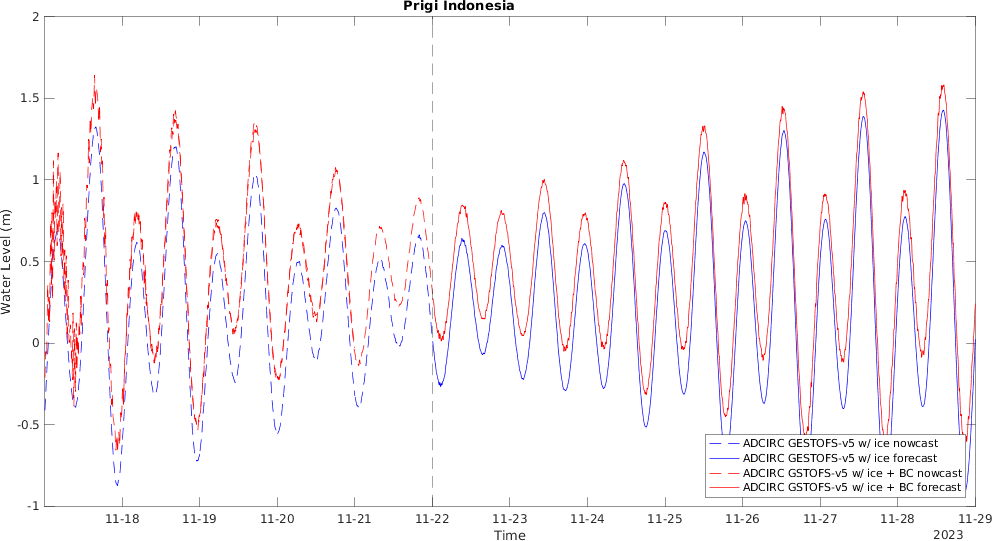 Prigi Indonesia
2
1.5
1
0.5
0
-0.5
-1
Water Level (m)
ADCIRC GESTOFS-v5 w/ ice nowcast
ADCIRC GESTOFS-v5 w/ ice forecast
ADCIRC GSTOFS-v5 w/ ice + BC nowcast
ADCIRC GSTOFS-v5 w/ ice + BC forecast
11-18 11-19 11-20 11-21 11-22 11-23 11-24 11-25 11-26 11-27 11-28 11-29
Time
2023